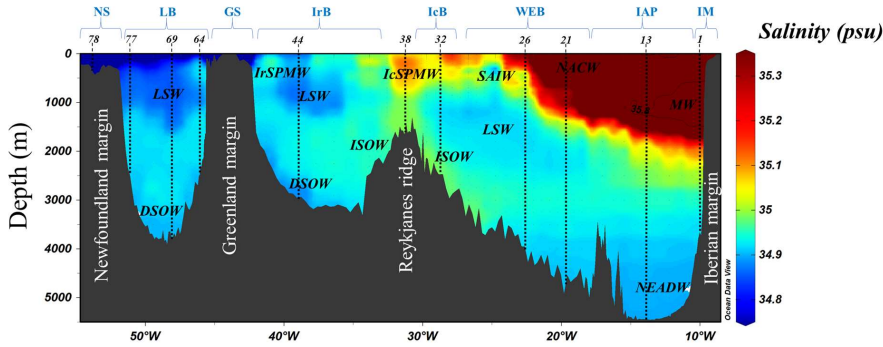 NS LB GS IrB IcB WEB IAP IM
78 77 69 64 44 38 32 26 21 13 1
Salinity (psu)
Depth (m)
0
1000
2000
3000
4000
5000
50°W 40°W 30°W 20°W 10°W
IrSPMW IcSPMW SAIW NACW
LSW LSW LSW MW
35.8
ISOW ISOW
DSOW DSOW
NEADW
Newfoundland margin
Greenland margin
Reykjanes ridge
Iberian margin
Ocean Data View
35.3
35.2
35.1
35
34.9
34.8